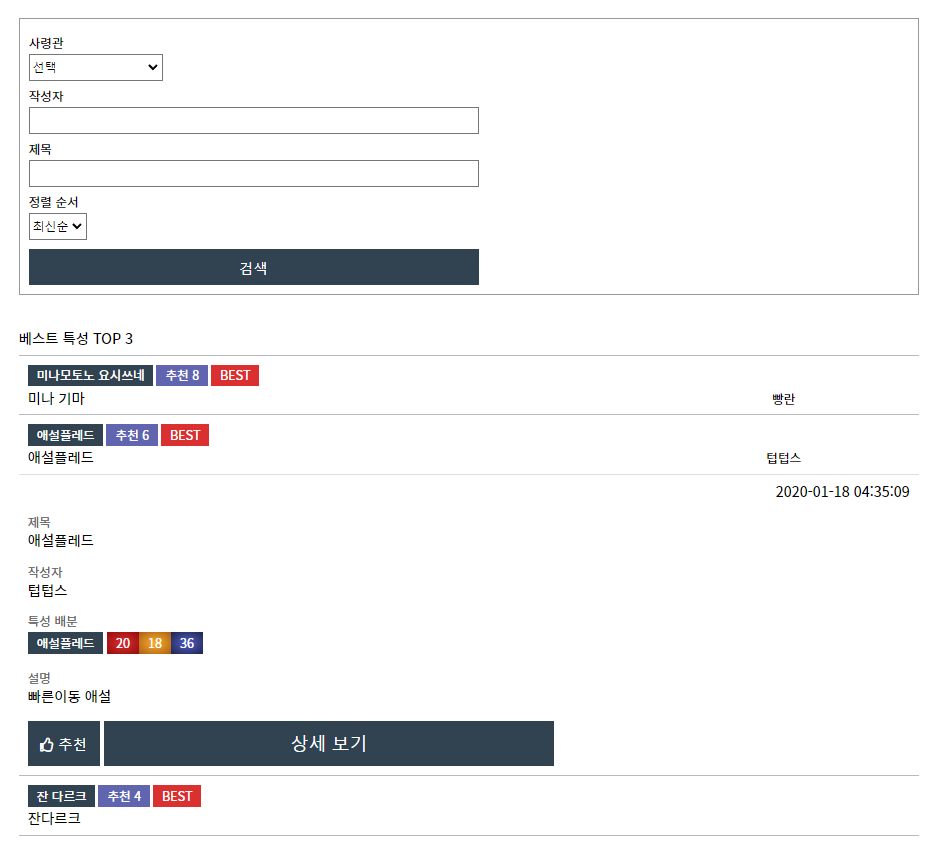 사령관
선택
작성자
제목
정렬 순서
최신순
검색
베스트 특성 TOP 3
미나모토노 요시쓰네 추천 8 BEST
미나 기마 빵란
애설플레드 추천 6 BEST
애설플레드 텁텁스
2020-01-18 04:35:09
제목
애설플레드
작성자
텁텁스
특성 배분
애설플레드 20 18 36
설명
빠른이동 애설
추천 상세 보기
잔 다르크 추천 4 BEST
잔다르크